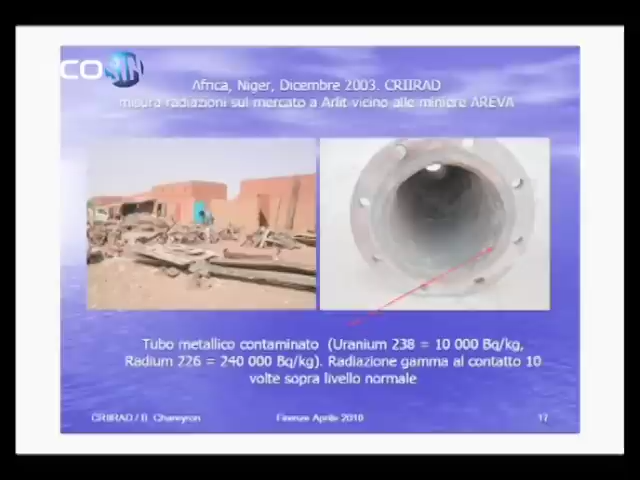 CO
Africa, Niger, Dicembre 2003. CRIIRAD
misura radiazioni sul mercato a Arlit vicino alle miniere AREVA
Tubo metallico contaminato (Uranium 238 = 10 000 Bq/kg,
Radium 226 = 240 000 Bq/kg). Radiazione gamma al contatto 10
volte sopra livello normale
CRIIRAD / B Chareyron
Firenze Aprile 2010
17